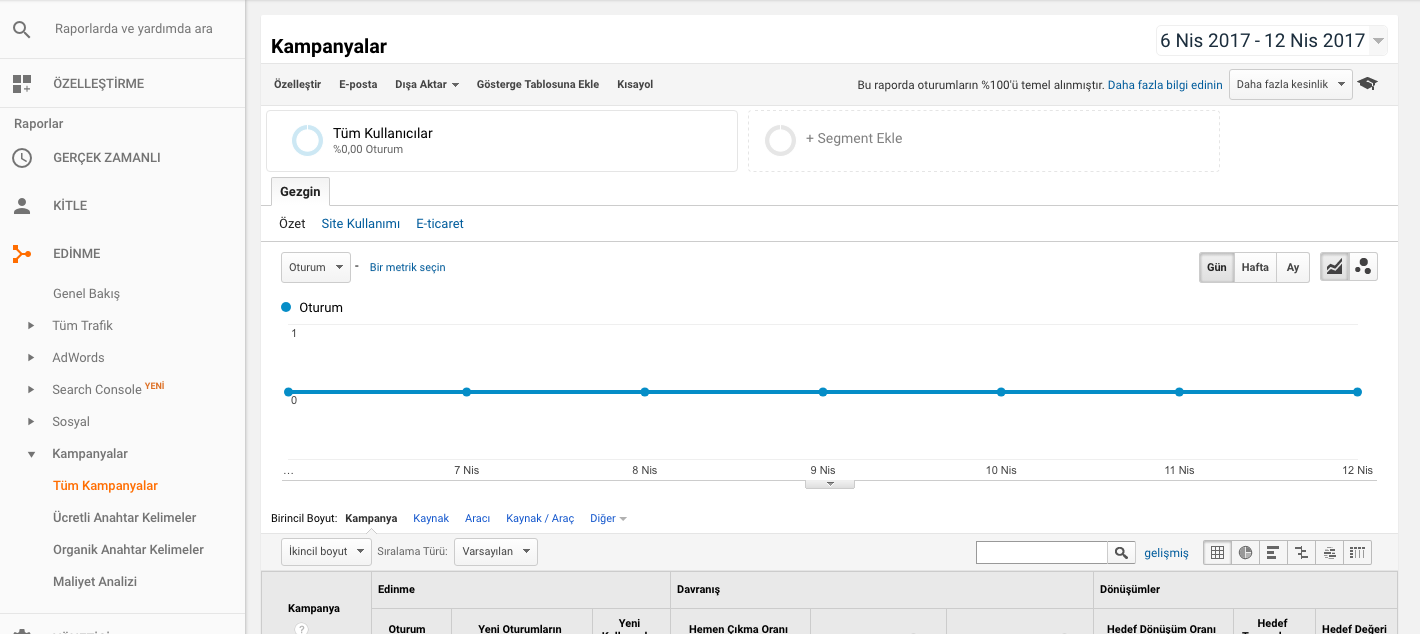 Raporlarda ve yardımda ara
ÖZELLEŞTİRME
Raporlar
GERÇEK ZAMANLI
KİTLE
EDİNME
Genel Bakış
Tüm Trafik
AdWords
Search Console YENİ
Sosyal
Kampanyalar
Tüm Kampanyalar
Ücretli Anahtar Kelimeler
Organik Anahtar Kelimeler
Maliyet Analizi
Kampanyalar
6 Nis 2017 - 12 Nis 2017
Özelleştir E-posta Dışa Aktar Gösterge Tablosuna Ekle Kısayol
Bu raporda oturumların %100'ü temel alınmıştır. Daha fazla bilgi edinin Daha fazla kesinlik
Tüm Kullanıcılar
%0,00 Oturum
+ Segment Ekle
Gezgin
Özet Site Kullanımı E-ticaret
Oturum - Bir metrik seçin
Gün Hafta Ay
Oturum
1
0
... 7 Nis 8 Nis 9 Nis 10 Nis 11 Nis 12 Nis
Birincil Boyut: Kampanya Kaynak Aracı Kaynak / Araç Diğer
İkincil boyut Sıralama Türü: Varsayılan
gelişmiş
Kampanya ?
Edinme Davranış Dönüşümler
Oturum Yeni Oturumların Yeni Hemen Çıkma Oranı Hedef Dönüşüm Oranı Hedef Hedef Değeri